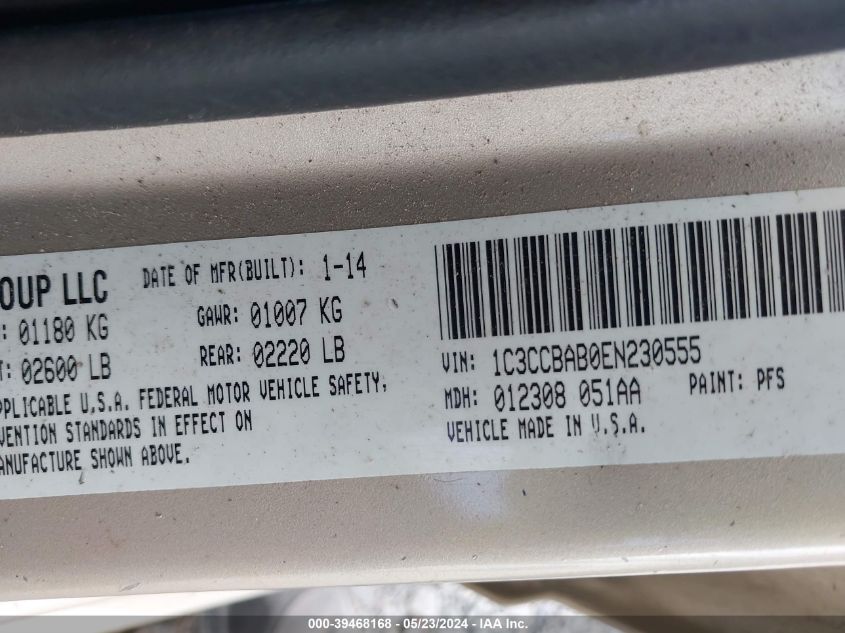 OUP LLC DATE OF MFR(BUILT): 1-14
: 01180 KG GAWR: 01007 KG
T: 02600 LB REAR: 02220 LB
PPLICABLE U.S.A. FEDERAL MOTOR VEHICLE SAFETY,
VENTION STANDARDS IN EFFECT ON
ANUFACTURE SHOWN ABOVE.
VIN: 1C3CCBAB0EN230555
MDH: 012308 051AA PAINT: PFS
VEHICLE MADE IN U.S.A.
000-39468168 - 05/23/2024 - IAA Inc.